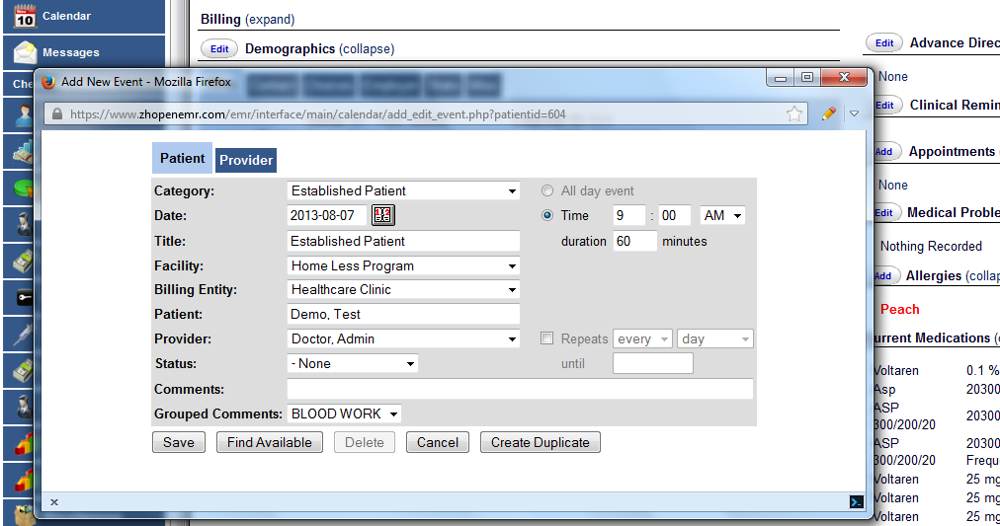 10 Calendar
Messages
Che
Billing (expand)
Edit Demographics (collapse)
Edit Advance Direc
None
Edit Clinical Remin
Add Appointments
None
Edit Medical Proble
Nothing Recorded
Add Allergies (collap
Peach
urrent Medications (
Voltaren 0.1 %
Asp 20300
ASP
300/200/20 20300
ASP 20300
300/200/20 Frequ
Voltaren 25 mg
Voltaren 25 mg
Voltaren 25 mg
Add New Event - Mozilla Firefox
https://www.zhopenemr.com/emr/interface/main/calendar/add_edit_event.php?patientid=604
Patient Provider
Category: Established Patient All day event
Date: 2013-08-07 Time 9 : 00 AM
Title: Established Patient duration 60 minutes
Facility: Home Less Program
Billing Entity: Healthcare Clinic
Patient: Demo, Test
Provider: Doctor, Admin Repeats every day
Status: - None until
Comments:
Grouped Comments: BLOOD WORK
Save Find Available Delete Cancel Create Duplicate
x